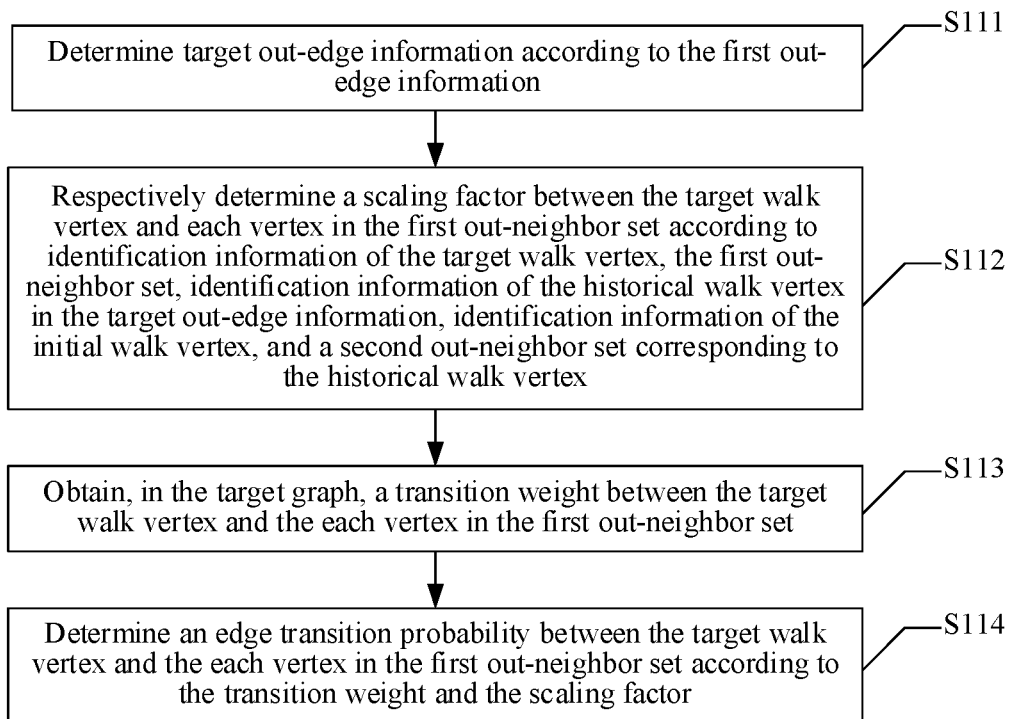 S111
Determine target out-edge information according to the first out-
edge information
Respectively determine a scaling factor between the target walk
vertex and each vertex in the first out-neighbor set according to
identification information of the target walk vertex, the first out-
neighbor set, identification information of the historical walk vertex
in the target out-edge information, identification information of the
initial walk vertex, and a second out-neighbor set corresponding to
the historical walk vertex
S112
Obtain, in the target graph, a transition weight between the target
walk vertex and the each vertex in the first out-neighbor set
S113
Determine an edge transition probability between the target walk
vertex and the each vertex in the first out-neighbor set according to
the transition weight and the scaling factor
S114